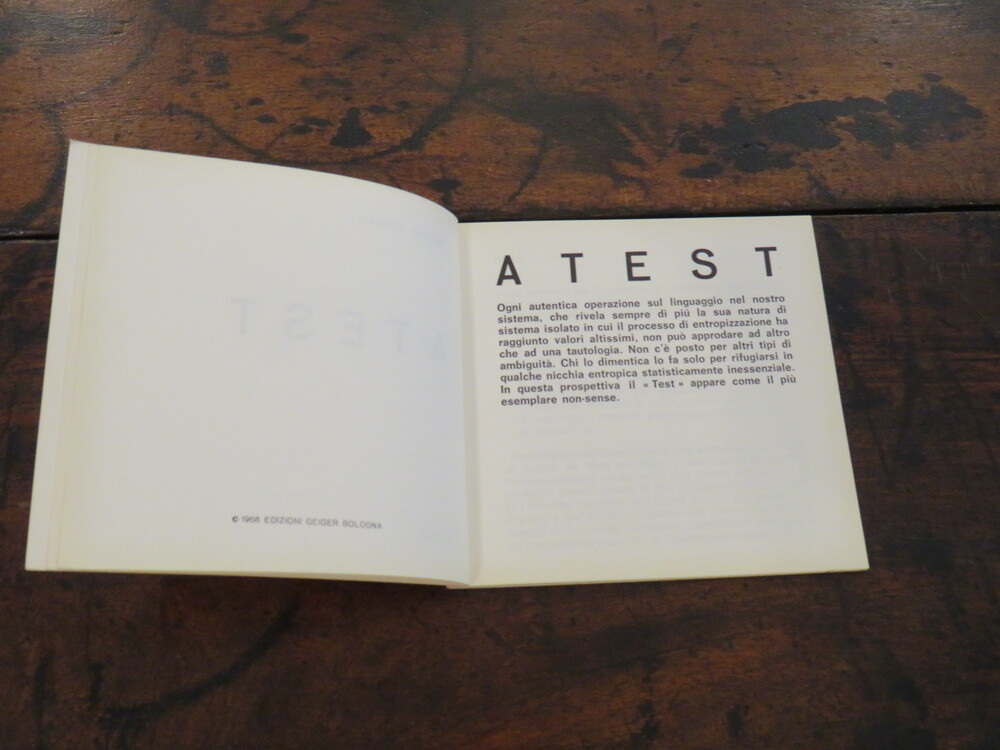 © 1968 EDIZIONI GEIGER BOLOGNA
ATEST
Ogni autentica operazione sul linguaggio nel nostro
sistema, che rivela sempre di più la sua natura di
sistema isolato in cui il processo di entropizzazione ha
raggiunto valori altissimi, non può approdare ad altro
che ad una tautologia. Non c'è posto per altri tipi di
ambiguità. Chi lo dimentica lo fa solo per rifugiarsi in
qualche nicchia entropica statisticamente inessenziale.
In questa prospettiva il « Test » appare come il più
esemplare non-sense.